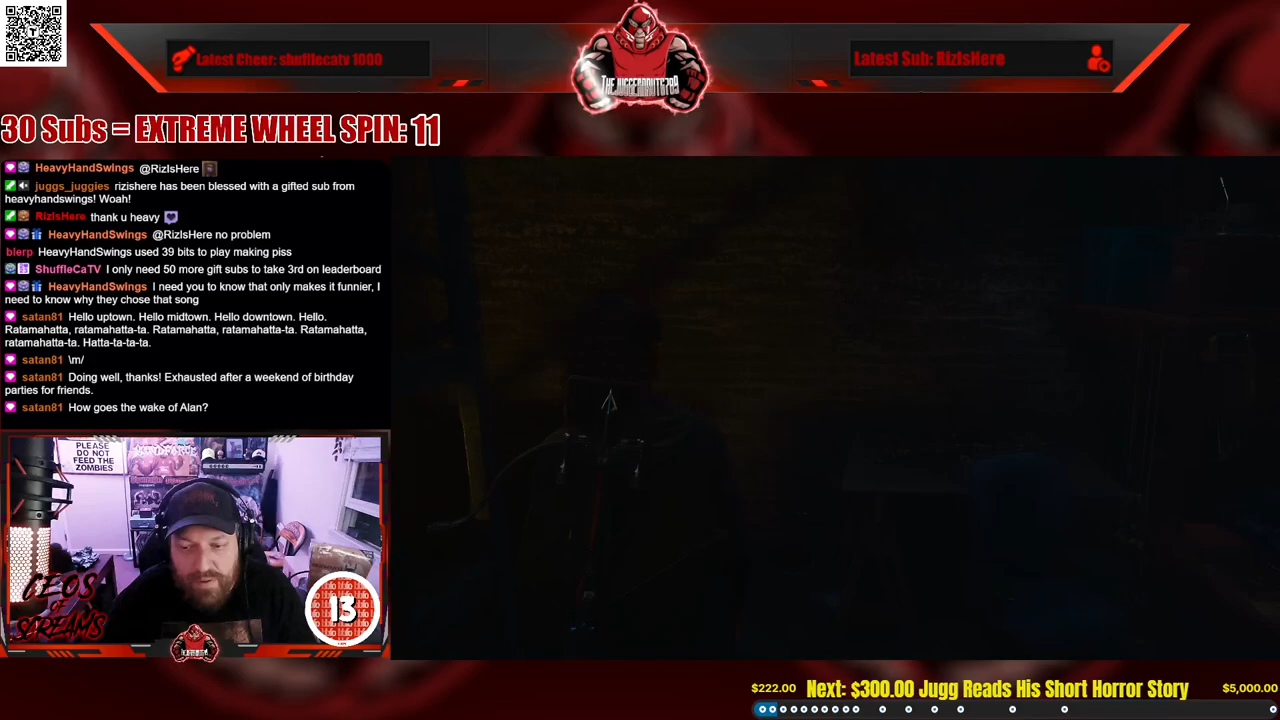 Latest Cheer: shufflecatv 1000
THEJUGGERNAUT6789
Latest Sub: RizIsHere
30 Subs = EXTREME WHEEL SPIN: 11
HeavyHandSwings @RizIsHere
juggs_juggies rizishere has been blessed with a gifted sub from
heavyhandswings! Woah!
RizIsHere thank u heavy
HeavyHandSwings @RizIsHere no problem
blerp HeavyHandSwings used 39 bits to play making piss
ShuffleCaTV I only need 50 more gift subs to take 3rd on leaderboard
HeavyHandSwings I need you to know that only makes it funnier, I
need to know why they chose that song
satan81 Hello uptown. Hello midtown. Hello downtown. Hello.
Ratamahatta, ratamahatta-ta. Ratamahatta, ratamahatta-ta. Ratamahatta,
ratamahatta-ta. Hatta-ta-ta-ta.
satan81 \m/
satan81 Doing well, thanks! Exhausted after a weekend of birthday
parties for friends.
satan81 How goes the wake of Alan?
PLEASE
DO NOT
FEED THE
ZOMBIES
CEOS
OF
SCREAMS
13
$222.00 Next: $300.00 Jugg Reads His Short Horror Story $5,000.00